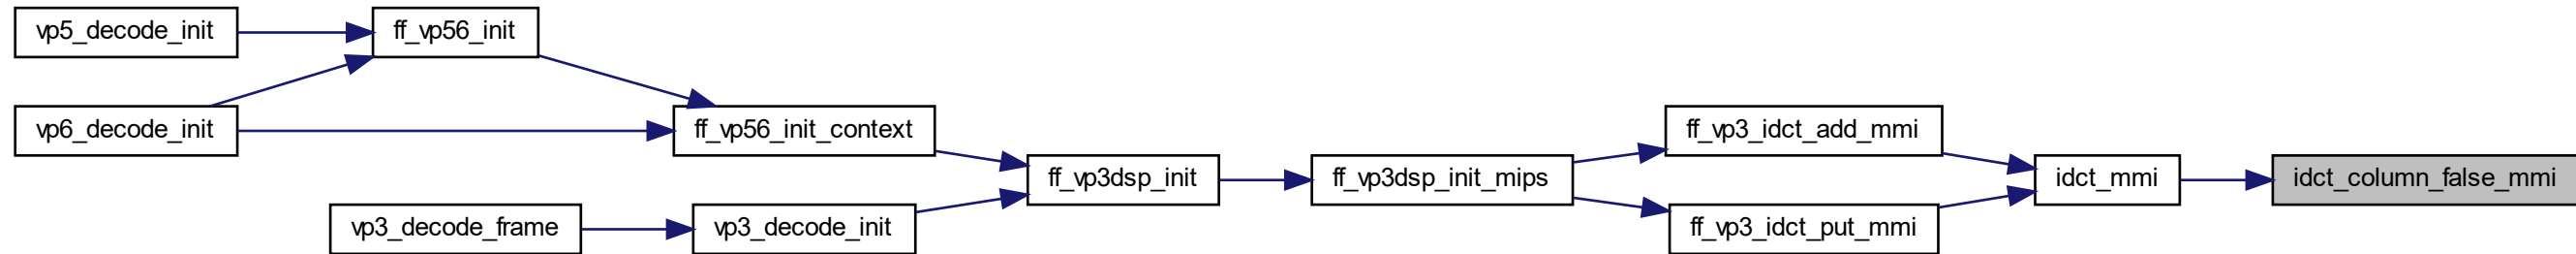 vp5_decode_init
ff_vp56_init
vp6_decode_init
ff_vp56_init_context
ff_vp3_idct_add_mmi
ff_vp3dsp_init
ff_vp3dsp_init_mips
idct_mmi
idct_column_false_mmi
vp3_decode_frame
vp3_decode_init
ff_vp3_idct_put_mmi